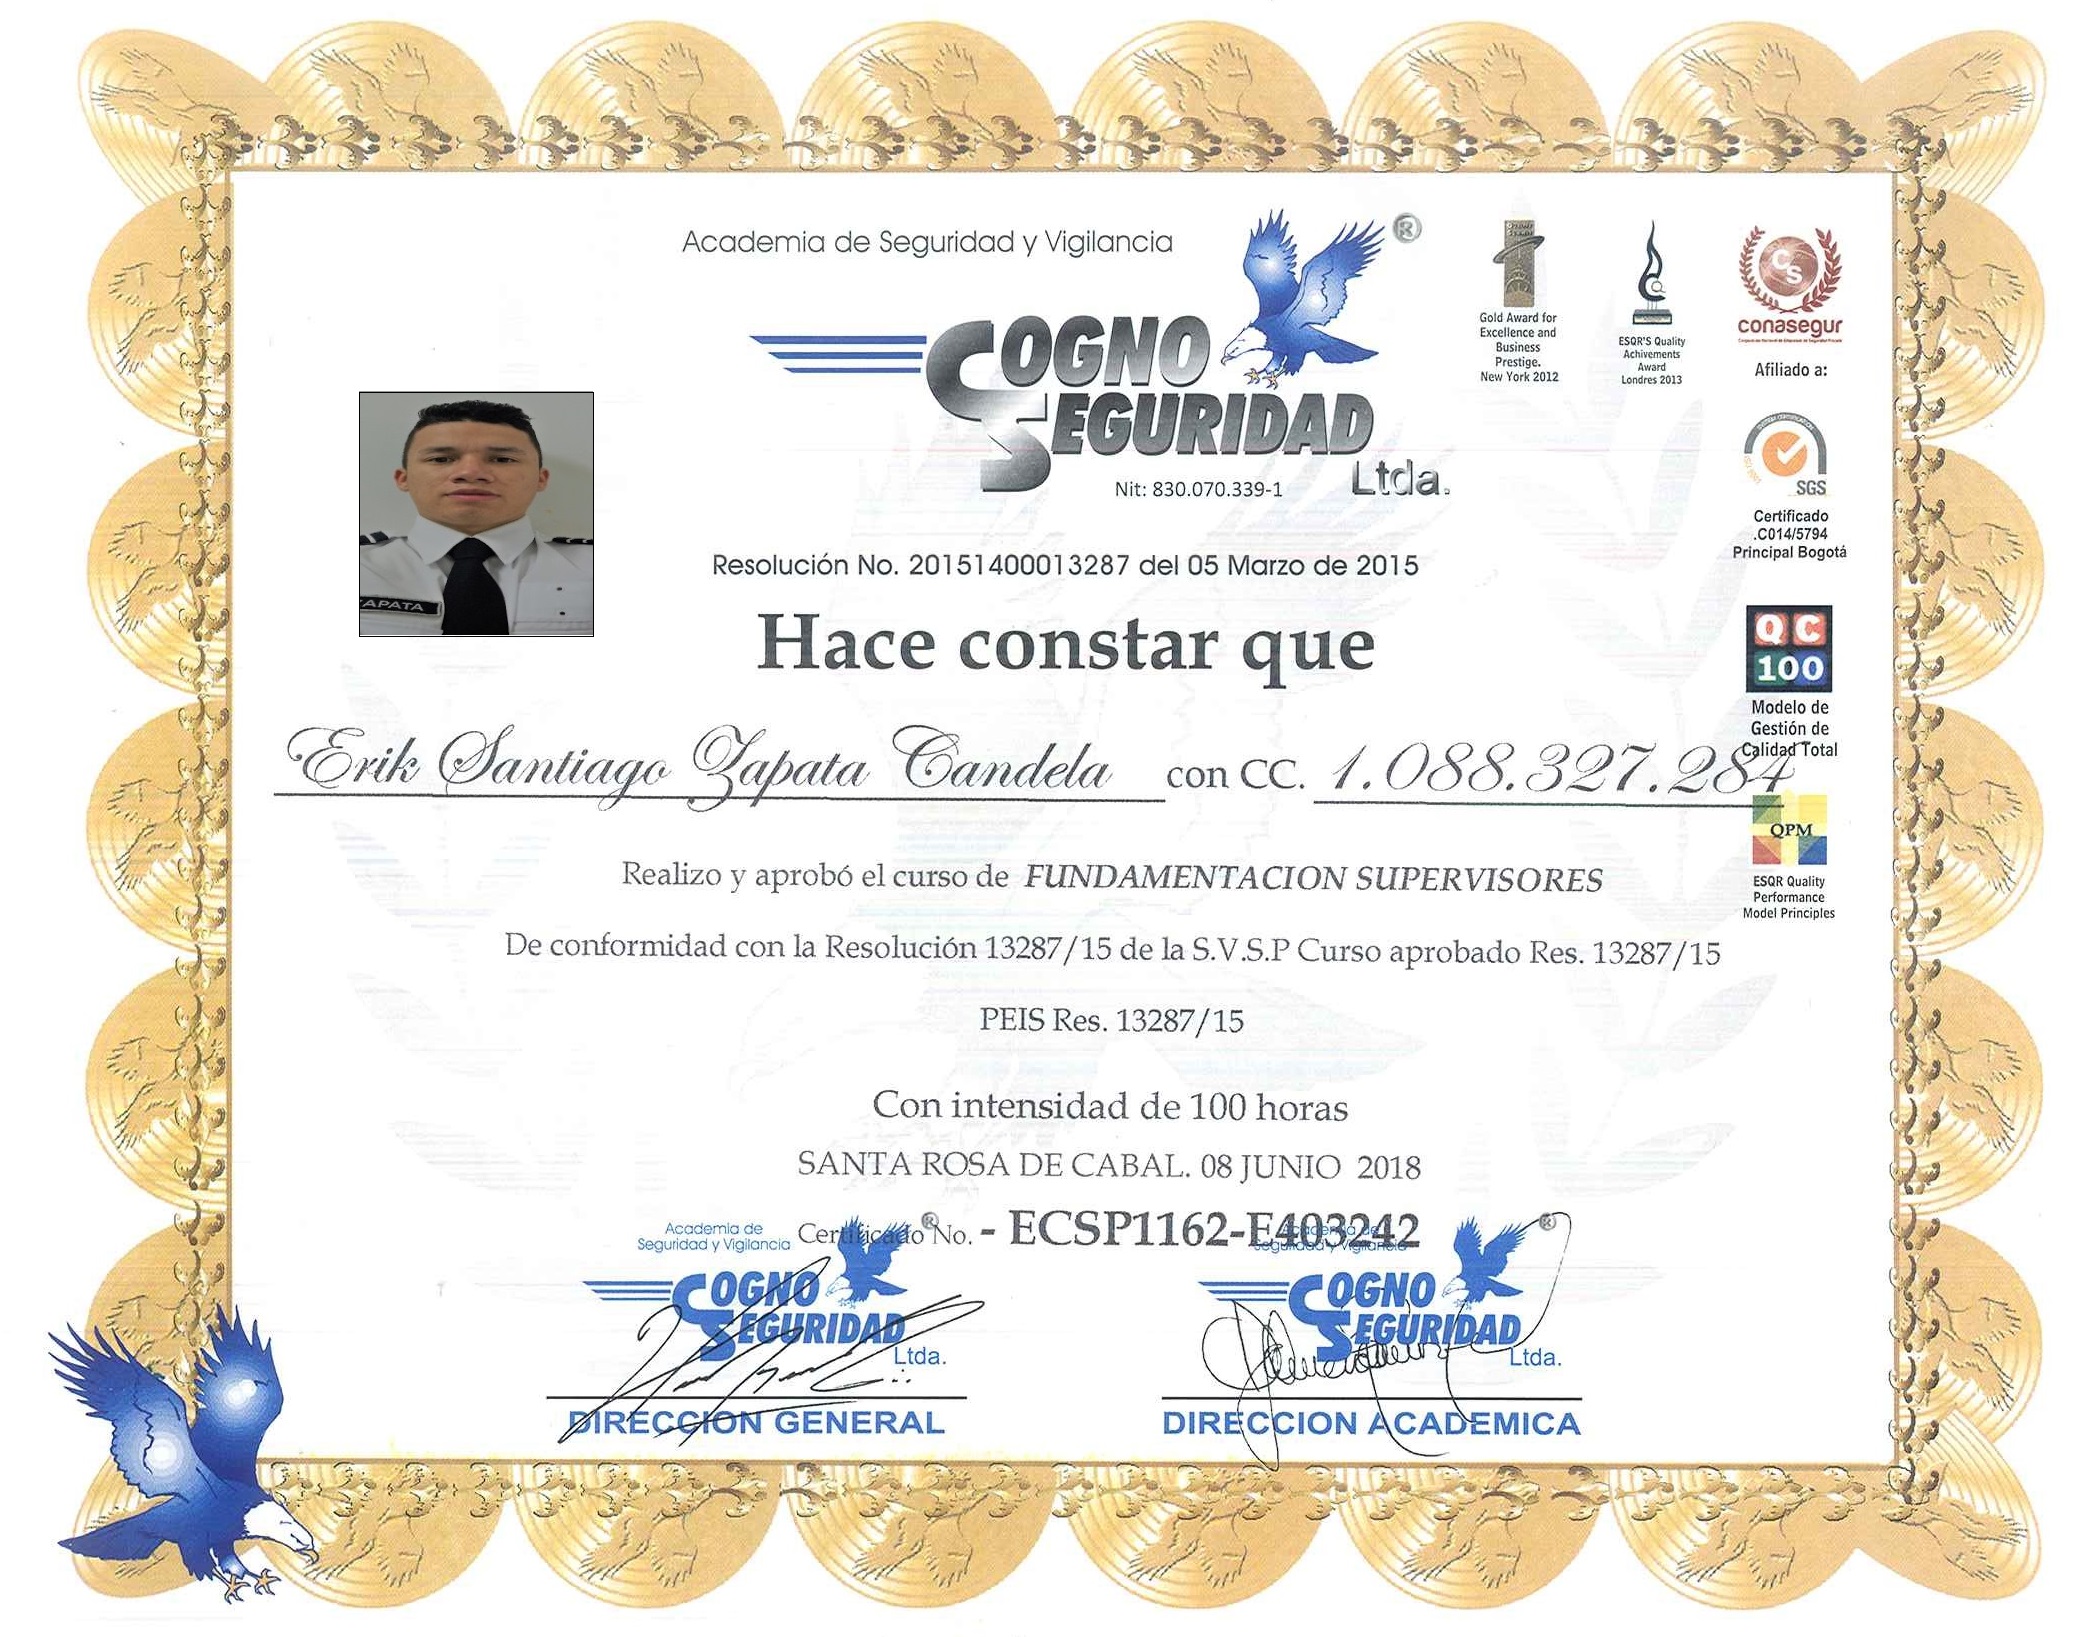 Academia de Seguridad y Vigilancia
®
COGNO
SEGURIDAD
Ltda.
Nit: 830.070.339-1
Gold Award for
Excellence and
Business
Prestige.
New York 2012
ESQR'S Quality
Achivements
Award
Londres 2013
CS
conasegur
Afiliado a:
SGS
Certificado
.C014/5794
Principal Bogotá
QC
100
Modelo de
Gestión de
Calidad Total
QPM
ESQR Quality
Performance
Model Principles
APATA
Resolución No. 20151400013287 del 05 Marzo de 2015
Hace constar que
Erik Santiago Zapata Candela con CC. 1.088.327.284
Realizo y aprobó el curso de FUNDAMENTACION SUPERVISORES
De conformidad con la Resolución 13287/15 de la S.V.S.P Curso aprobado Res. 13287/15
PEIS Res. 13287/15
Con intensidad de 100 horas
SANTA ROSA DE CABAL. 08 JUNIO 2018
Certificado No. - ECSP1162-E403242
Academia de
Seguridad y Vigilancia
®
COGNO
SEGURIDAD
Ltda.
DIRECCION GENERAL
Academia de
Seguridad y Vigilancia
®
COGNO
SEGURIDAD
Ltda.
DIRECCION ACADEMICA